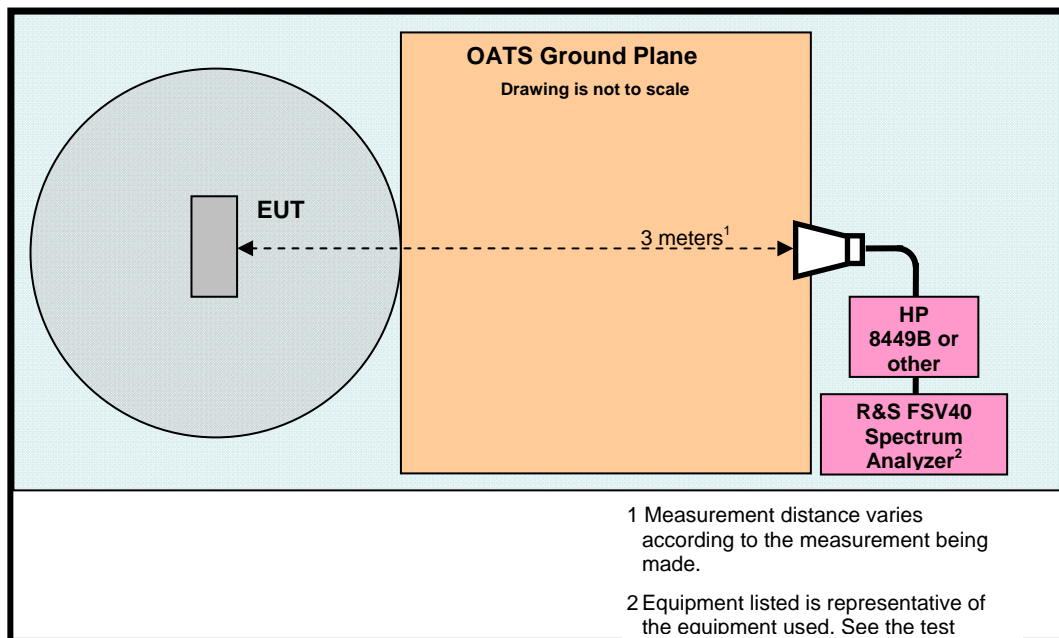 OATS Ground Plane
Drawing is not to scale
EUT
3 meters1
HP
8449B or
other
R&S FSV40
Spectrum
Analyzer2
1 Measurement distance varies
according to the measurement being
made.
2 Equipment listed is representative of
the equipment used. See the test